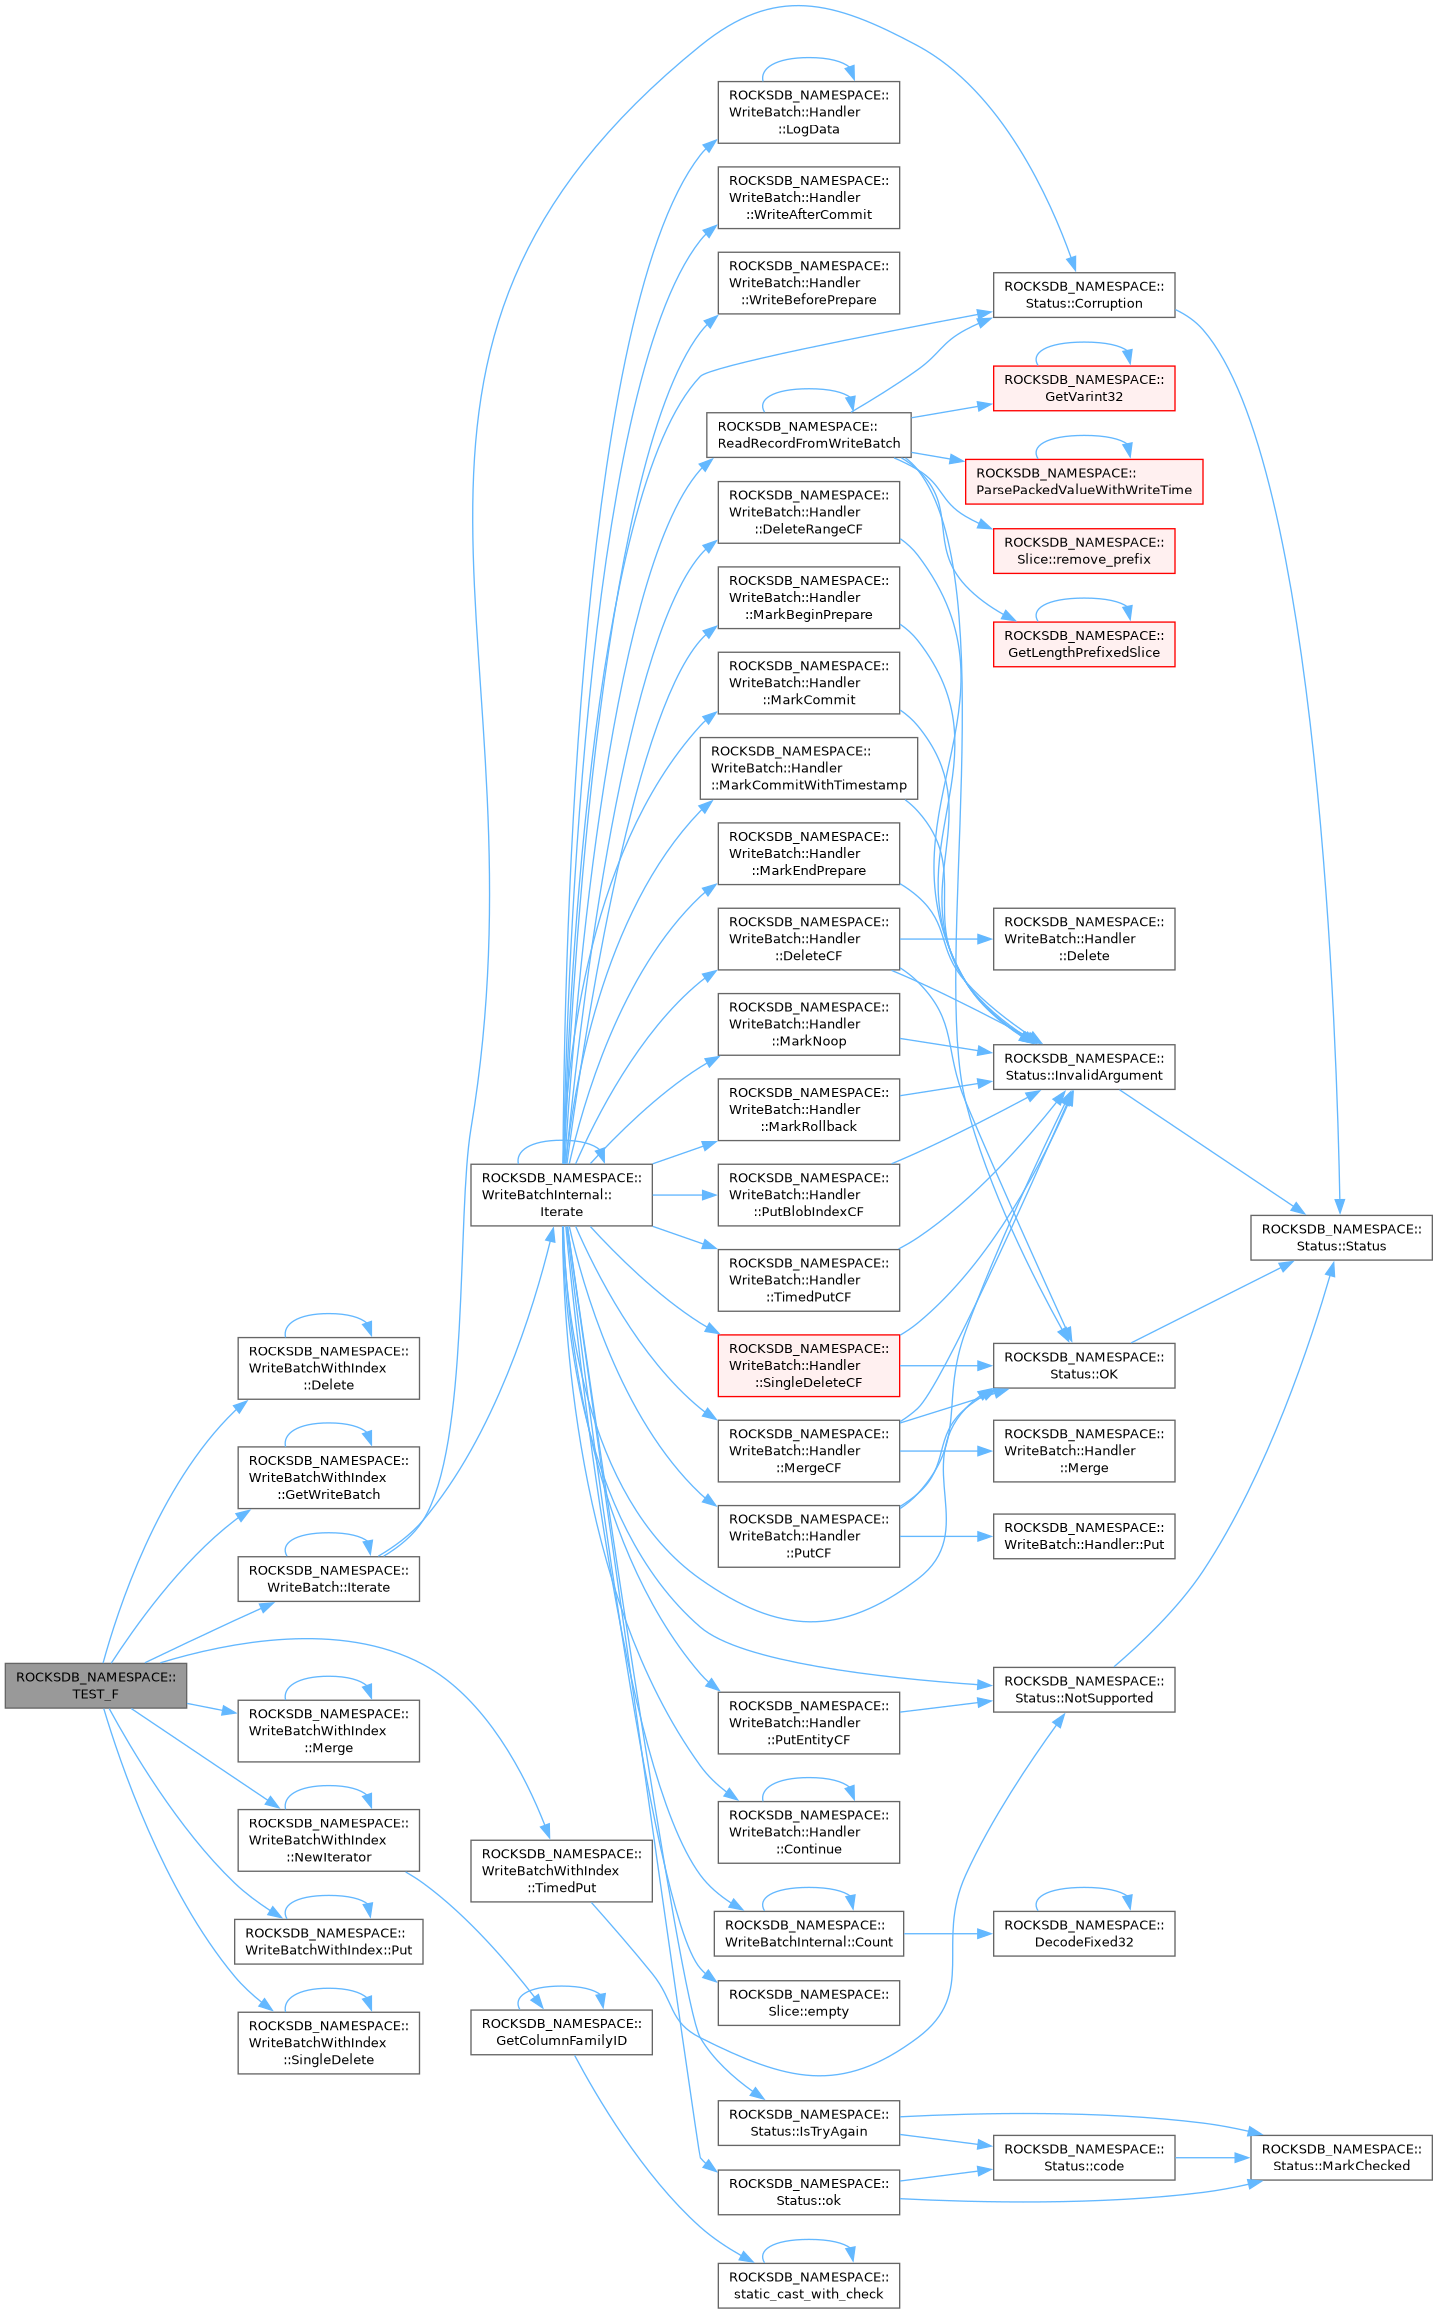 ROCKSDB_NAMESPACE::
TEST_F
ROCKSDB_NAMESPACE::
WriteBatchWithIndex
::Delete
ROCKSDB_NAMESPACE::
WriteBatchWithIndex
::GetWriteBatch
ROCKSDB_NAMESPACE::
WriteBatch::Iterate
ROCKSDB_NAMESPACE::
WriteBatchWithIndex
::Merge
ROCKSDB_NAMESPACE::
WriteBatchWithIndex
::NewIterator
ROCKSDB_NAMESPACE::
WriteBatchWithIndex::Put
ROCKSDB_NAMESPACE::
WriteBatchWithIndex
::SingleDelete
ROCKSDB_NAMESPACE::
WriteBatchInternal::
Iterate
ROCKSDB_NAMESPACE::
WriteBatchWithIndex
::TimedPut
ROCKSDB_NAMESPACE::
GetColumnFamilyID
ROCKSDB_NAMESPACE::
WriteBatch::Handler
::LogData
ROCKSDB_NAMESPACE::
WriteBatch::Handler
::WriteAfterCommit
ROCKSDB_NAMESPACE::
WriteBatch::Handler
::WriteBeforePrepare
ROCKSDB_NAMESPACE::
ReadRecordFromWriteBatch
ROCKSDB_NAMESPACE::
WriteBatch::Handler
::DeleteRangeCF
ROCKSDB_NAMESPACE::
WriteBatch::Handler
::MarkBeginPrepare
ROCKSDB_NAMESPACE::
WriteBatch::Handler
::MarkCommit
ROCKSDB_NAMESPACE::
WriteBatch::Handler
::MarkCommitWithTimestamp
ROCKSDB_NAMESPACE::
WriteBatch::Handler
::MarkEndPrepare
ROCKSDB_NAMESPACE::
WriteBatch::Handler
::DeleteCF
ROCKSDB_NAMESPACE::
WriteBatch::Handler
::MarkNoop
ROCKSDB_NAMESPACE::
WriteBatch::Handler
::MarkRollback
ROCKSDB_NAMESPACE::
WriteBatch::Handler
::PutBlobIndexCF
ROCKSDB_NAMESPACE::
WriteBatch::Handler
::TimedPutCF
ROCKSDB_NAMESPACE::
WriteBatch::Handler
::SingleDeleteCF
ROCKSDB_NAMESPACE::
WriteBatch::Handler
::MergeCF
ROCKSDB_NAMESPACE::
WriteBatch::Handler
::PutCF
ROCKSDB_NAMESPACE::
WriteBatch::Handler
::PutEntityCF
ROCKSDB_NAMESPACE::
WriteBatch::Handler
::Continue
ROCKSDB_NAMESPACE::
WriteBatchInternal::Count
ROCKSDB_NAMESPACE::
Slice::empty
ROCKSDB_NAMESPACE::
Status::IsTryAgain
ROCKSDB_NAMESPACE::
Status::ok
ROCKSDB_NAMESPACE::
static_cast_with_check
ROCKSDB_NAMESPACE::
Status::Corruption
ROCKSDB_NAMESPACE::
GetVarint32
ROCKSDB_NAMESPACE::
ParsePackedValueWithWriteTime
ROCKSDB_NAMESPACE::
Slice::remove_prefix
ROCKSDB_NAMESPACE::
GetLengthPrefixedSlice
ROCKSDB_NAMESPACE::
WriteBatch::Handler
::Delete
ROCKSDB_NAMESPACE::
Status::InvalidArgument
ROCKSDB_NAMESPACE::
Status::OK
ROCKSDB_NAMESPACE::
WriteBatch::Handler
::Merge
ROCKSDB_NAMESPACE::
WriteBatch::Handler::Put
ROCKSDB_NAMESPACE::
Status::NotSupported
ROCKSDB_NAMESPACE::
DecodeFixed32
ROCKSDB_NAMESPACE::
Status::code
ROCKSDB_NAMESPACE::
Status::Status
ROCKSDB_NAMESPACE::
Status::MarkChecked